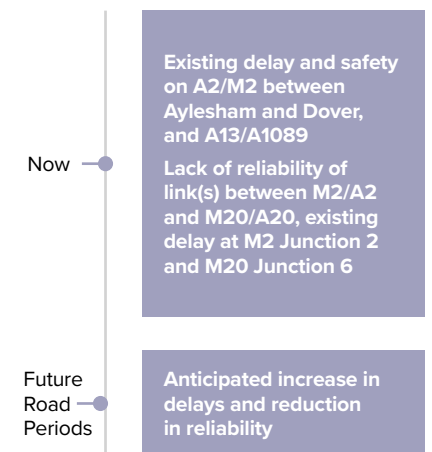 Now
Existing delay and safety
on A2/M2 between
Aylesham and Dover,
and A13/A1089
Lack of reliability of
link(s) between M2/A2
and M20/A20, existing
delay at M2 Junction 2
and M20 Junction 6
Future
Road
Periods
Anticipated increase in
delays and reduction
in reliability